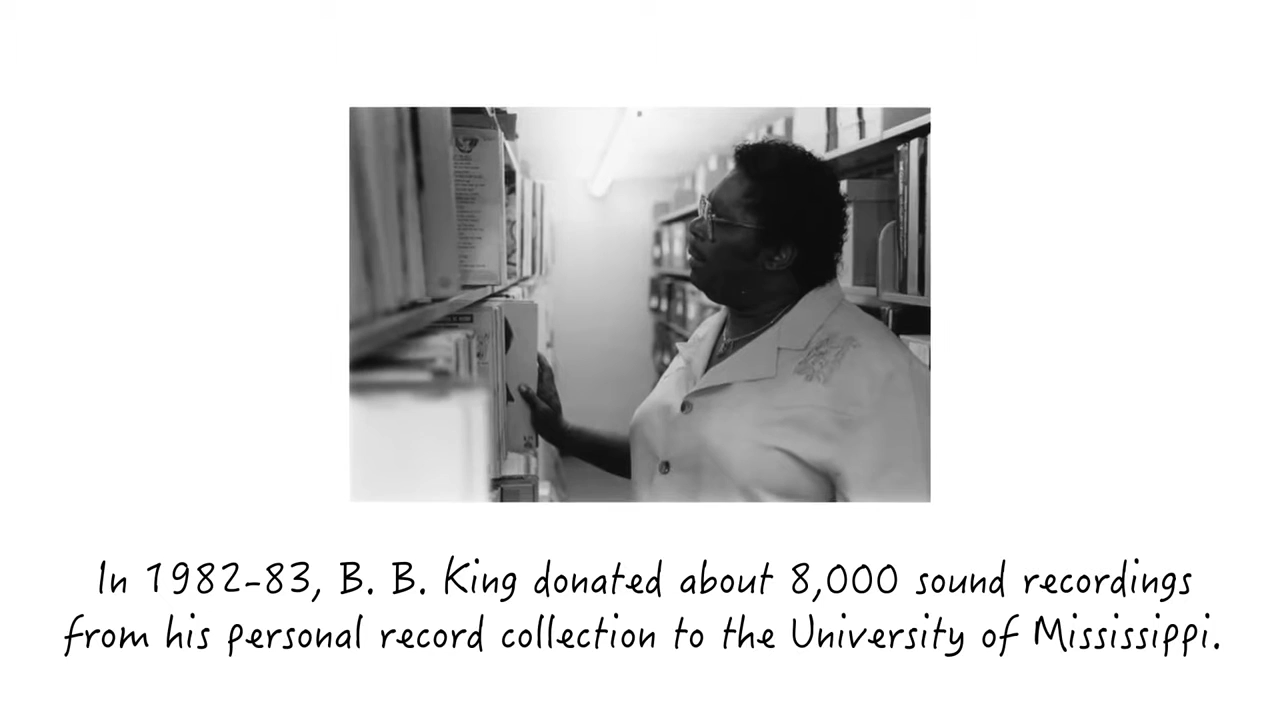 In 1982-83, B. B. King donated about 8,000 sound recordings
from his personal record collection to the University of Mississippi.